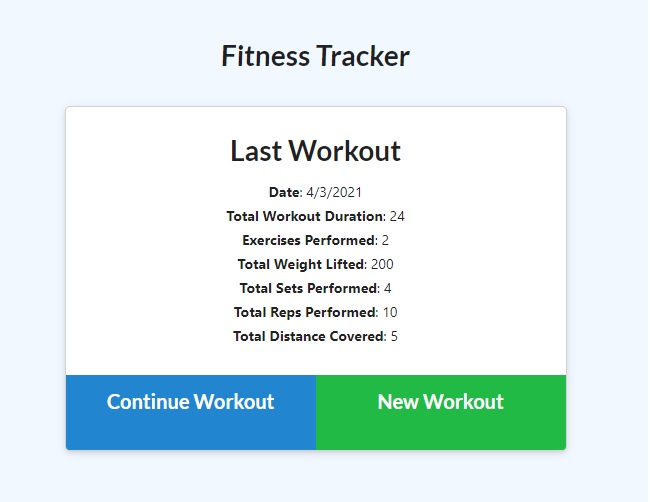 Fitness Tracker
Last Workout
Date: 4/3/2021
Total Workout Duration: 24
Exercises Performed: 2
Total Weight Lifted: 200
Total Sets Performed: 4
Total Reps Performed: 10
Total Distance Covered: 5
Continue Workout
New Workout